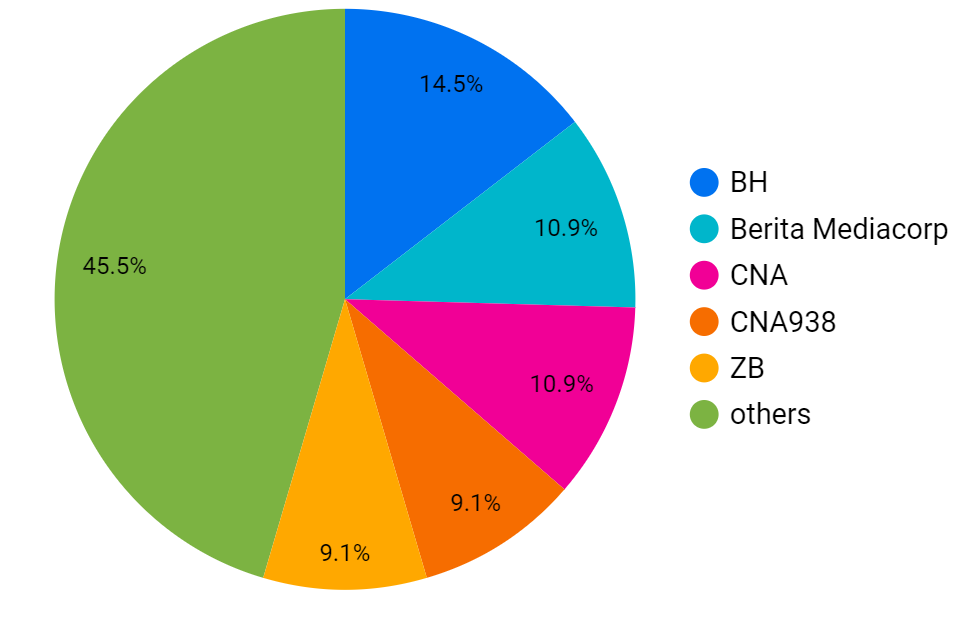 14.5%
10.9%
10.9%
9.1%
9.1%
45.5%
BH
Berita Mediacorp
CNA
CNA938
ZB
others